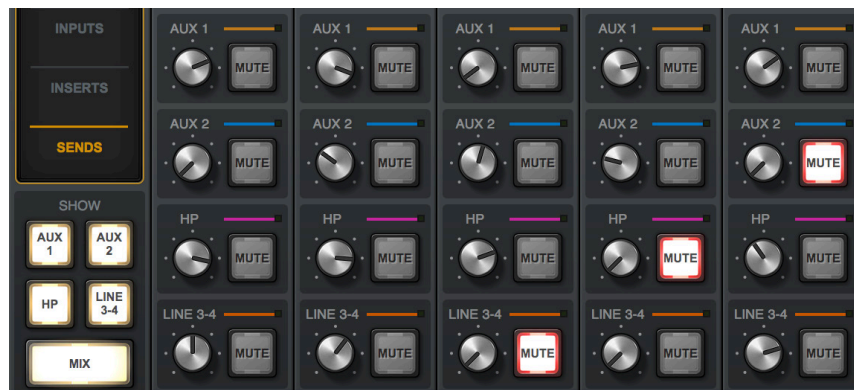 INPUTS
INSERTS
SENDS
SHOW
AUX
1
AUX
2
HP
LINE
3-4
MIX
AUX 1 AUX 1 AUX 1 AUX 1 AUX 1
MUTE MUTE MUTE MUTE MUTE
AUX 2 AUX 2 AUX 2 AUX 2 AUX 2
MUTE MUTE MUTE MUTE MUTE
HP HP HP HP HP
MUTE MUTE MUTE MUTE MUTE
LINE 3-4 LINE 3-4 LINE 3-4 LINE 3-4 LINE 3-4
MUTE MUTE MUTE MUTE MUTE